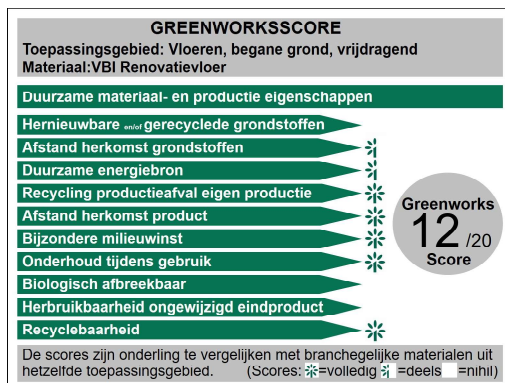 GREENWORKSSCORE
Toepassingsgebied: Vloeren, begane grond, vrijdragend
Materiaal:VBI Renovatievloer
Duurzame materiaal- en productie eigenschappen
Hernieuwbare en/of gerecyclede grondstoffen
Afstand herkomst grondstoffen
Duurzame energiebron
Recycling productieafval eigen productie
Afstand herkomst product
Bijzondere milieuwinst
Onderhoud tijdens gebruik
Biologisch afbreekbaar
Herbruikbaarheid ongewijzigd eindproduct
Recyclebaarheid
Greenworks
12 /20
Score
De scores zijn onderling te vergelijken met branchegelijke materialen uit
hetzelfde toepassingsgebied. (Scores: =volledig =deels =nihil)